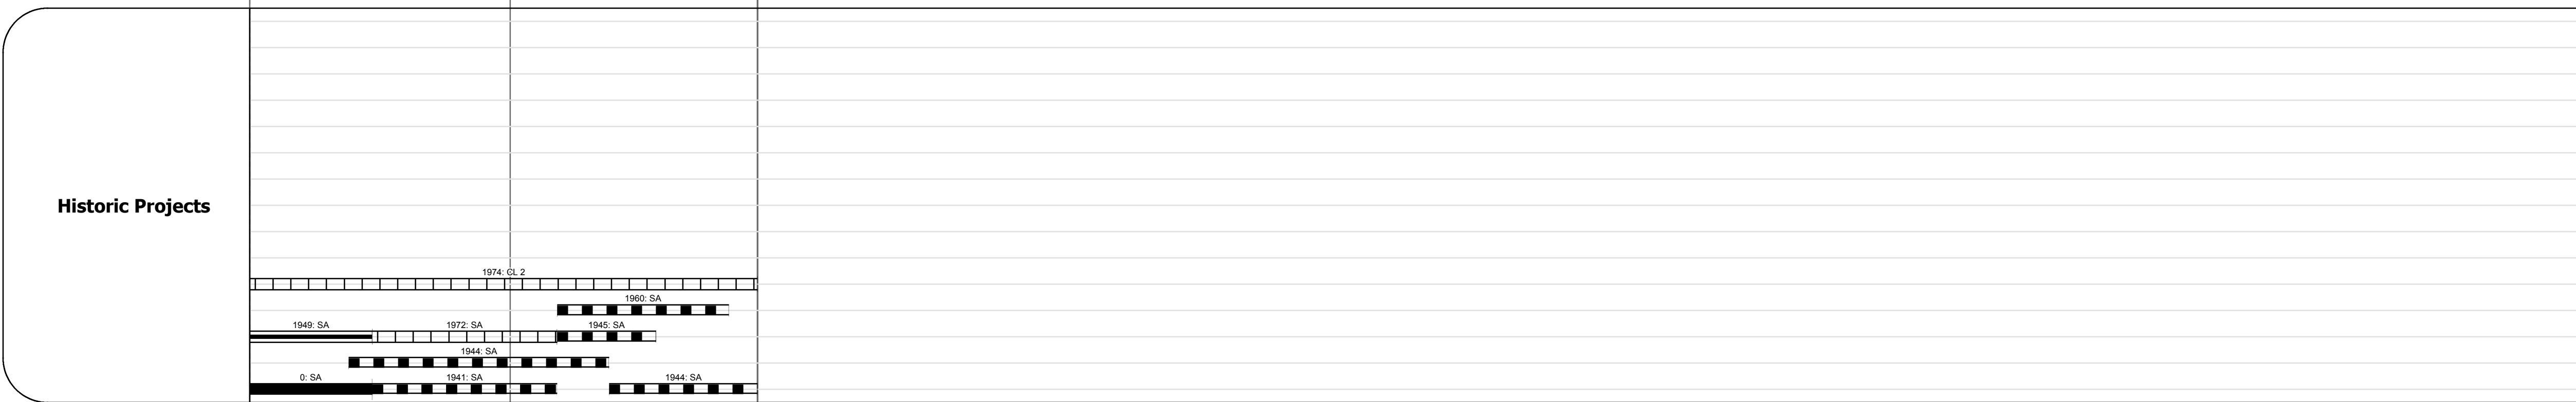 Historic Projects
1974: CL 2
1960: SA
1949: SA 1972: SA 1945: SA
1944: SA
0: SA 1941: SA 1944: SA